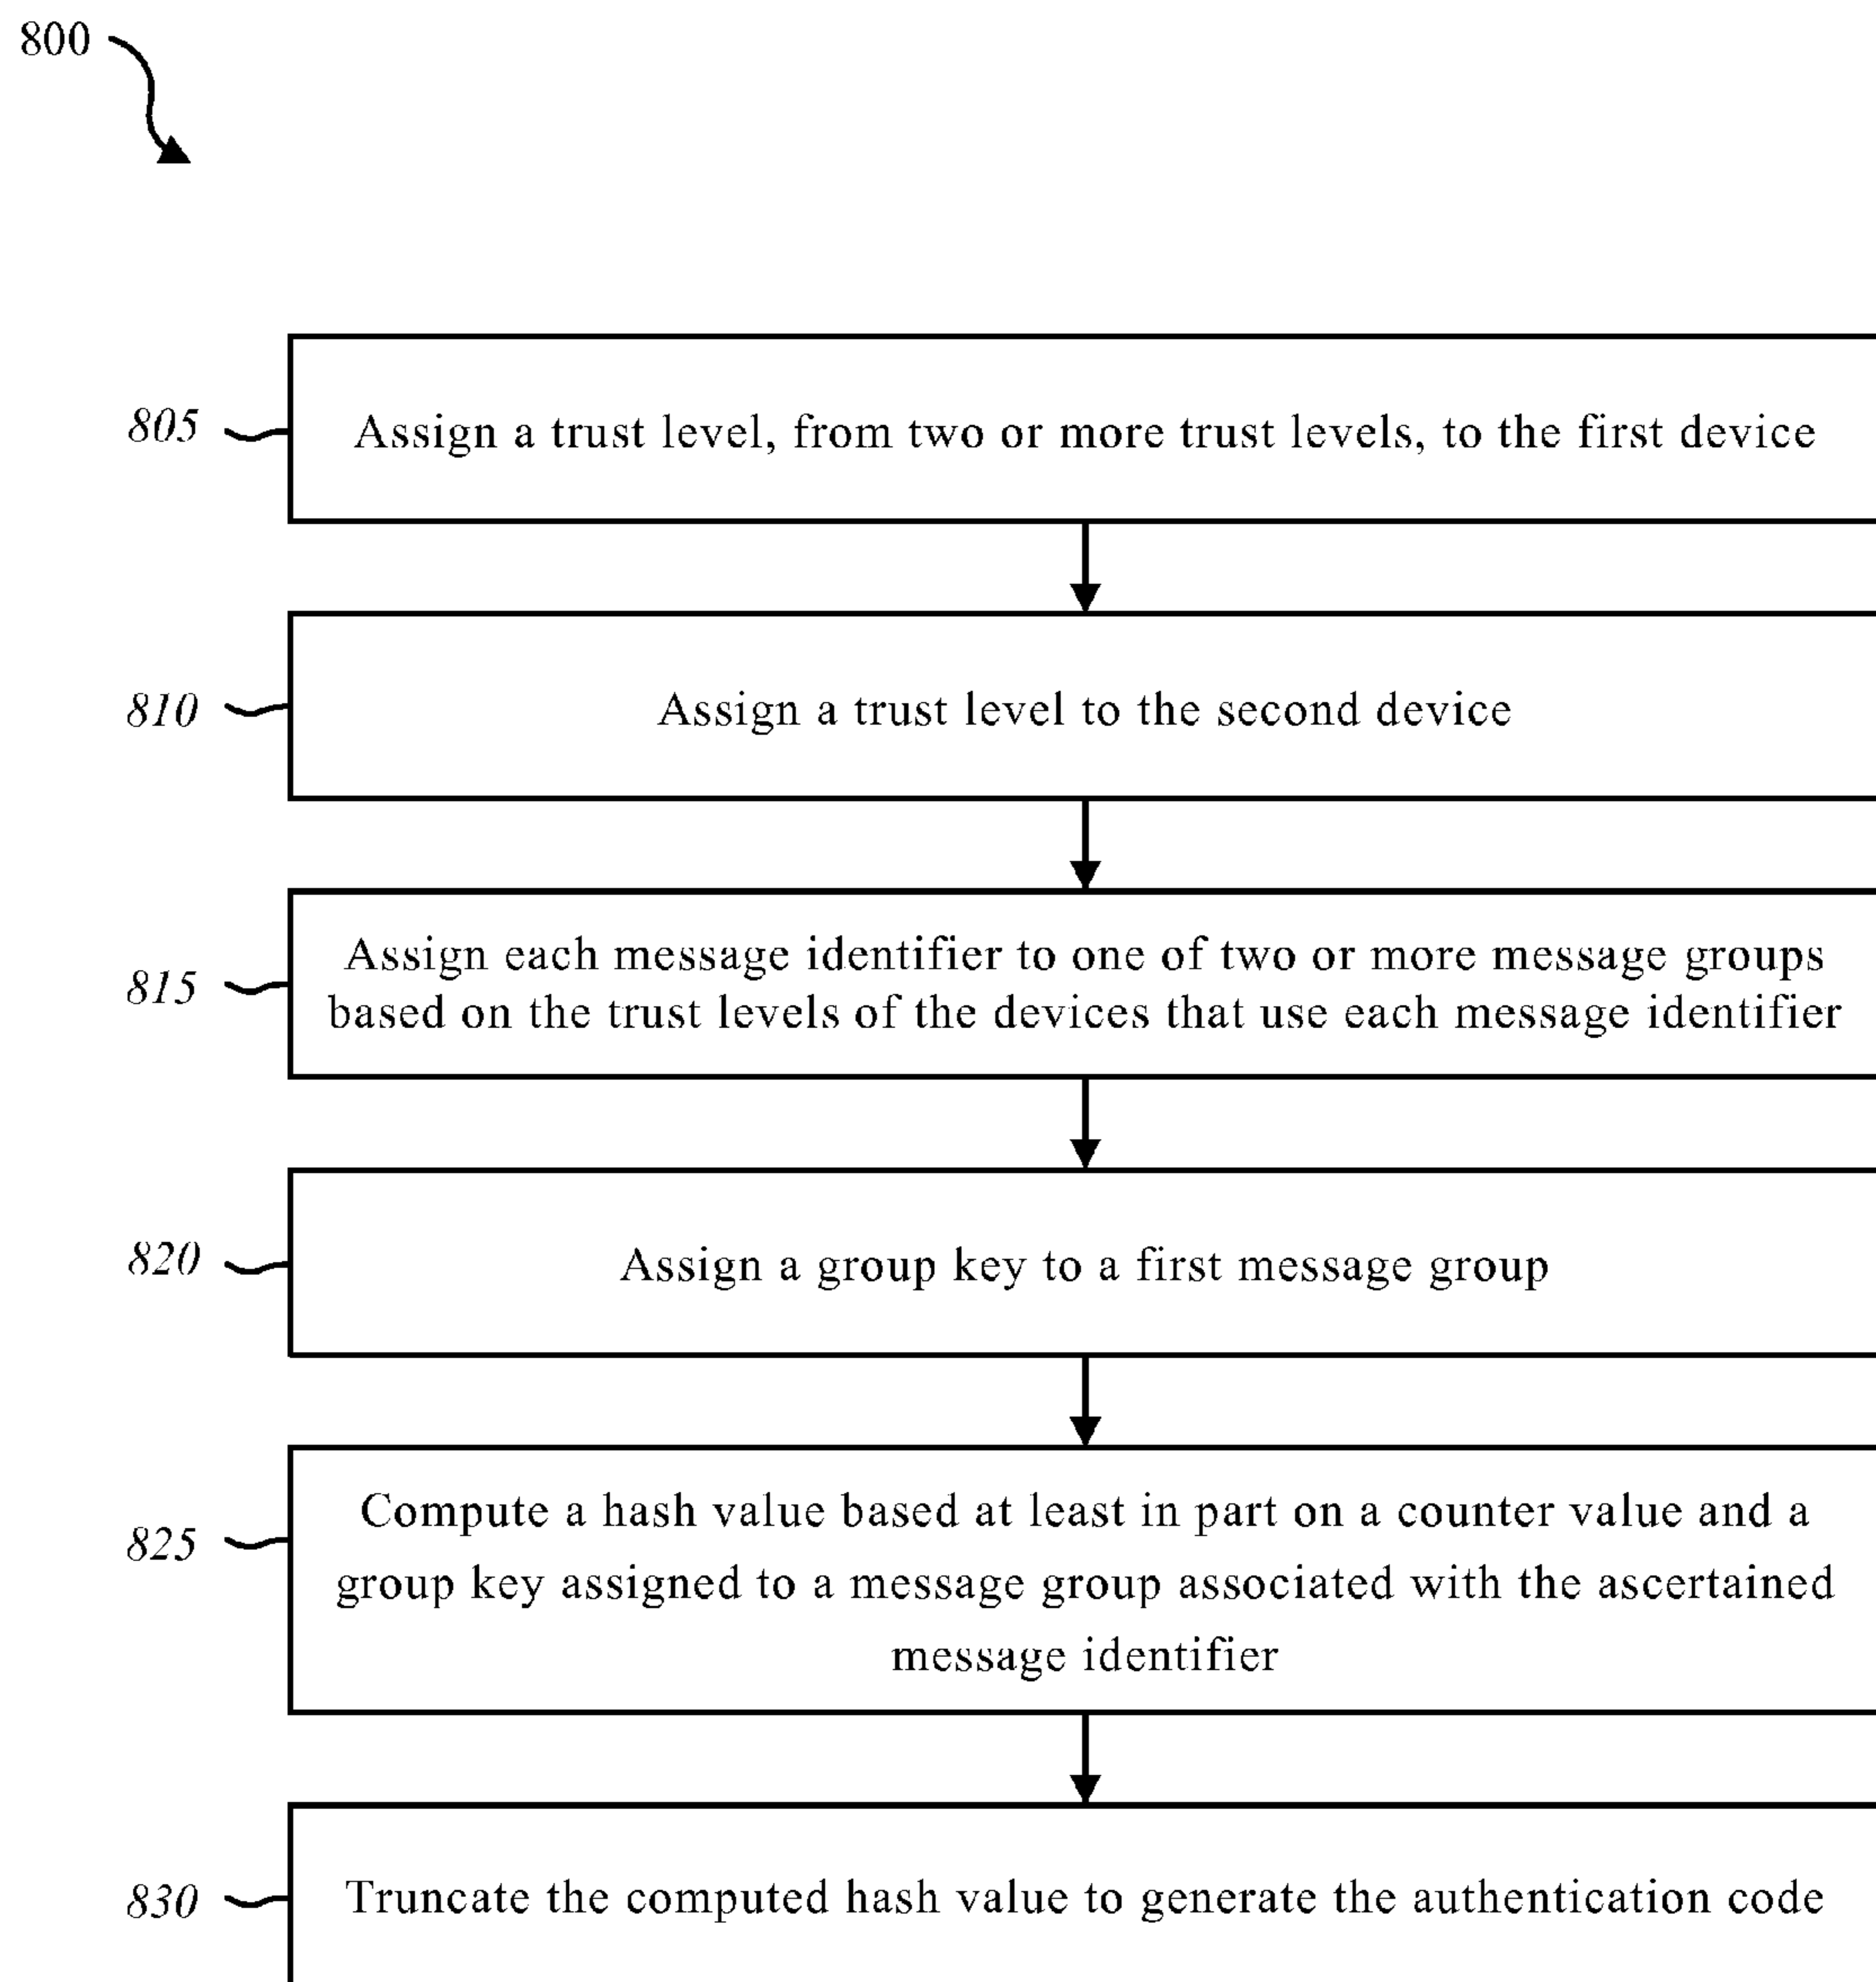 800
805
Assign a trust level, from two or more trust levels, to the first device
810
Assign a trust level to the second device
815
Assign each message identifier to one of two or more message groups
based on the trust levels of the devices that use each message identifier
820
Assign a group key to a first message group
825
Compute a hash value based at least in part on a counter value and a
group key assigned to a message group associated with the ascertained
message identifier
830
Truncate the computed hash value to generate the authentication code